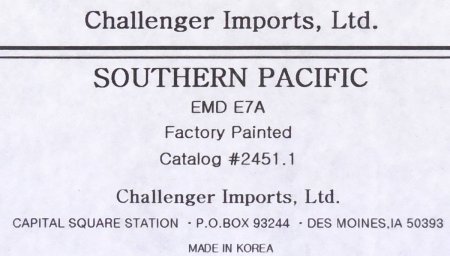 Challenger Imports, Ltd.
SOUTHERN PACIFIC
EMD E7A
Factory Painted
Catalog #2451.1
Challenger Imports, Ltd.
CAPITAL SQUARE STATION - P.O.BOX 93244 - DES MOINES,IA 50393
MADE IN KOREA